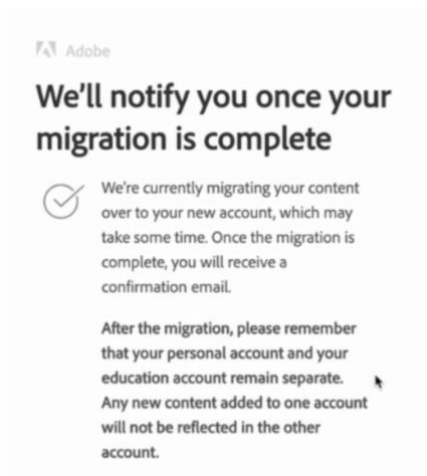 Adobe
We'll notify you once your
migration is complete
We're currently migrating your content
over to your new account, which may
take some time. Once the migration is
complete, you will receive a
confirmation email.
After the migration, please remember
that your personal account and your
education account remain separate.
Any new content added to one account
will not be reflected in the other
account.